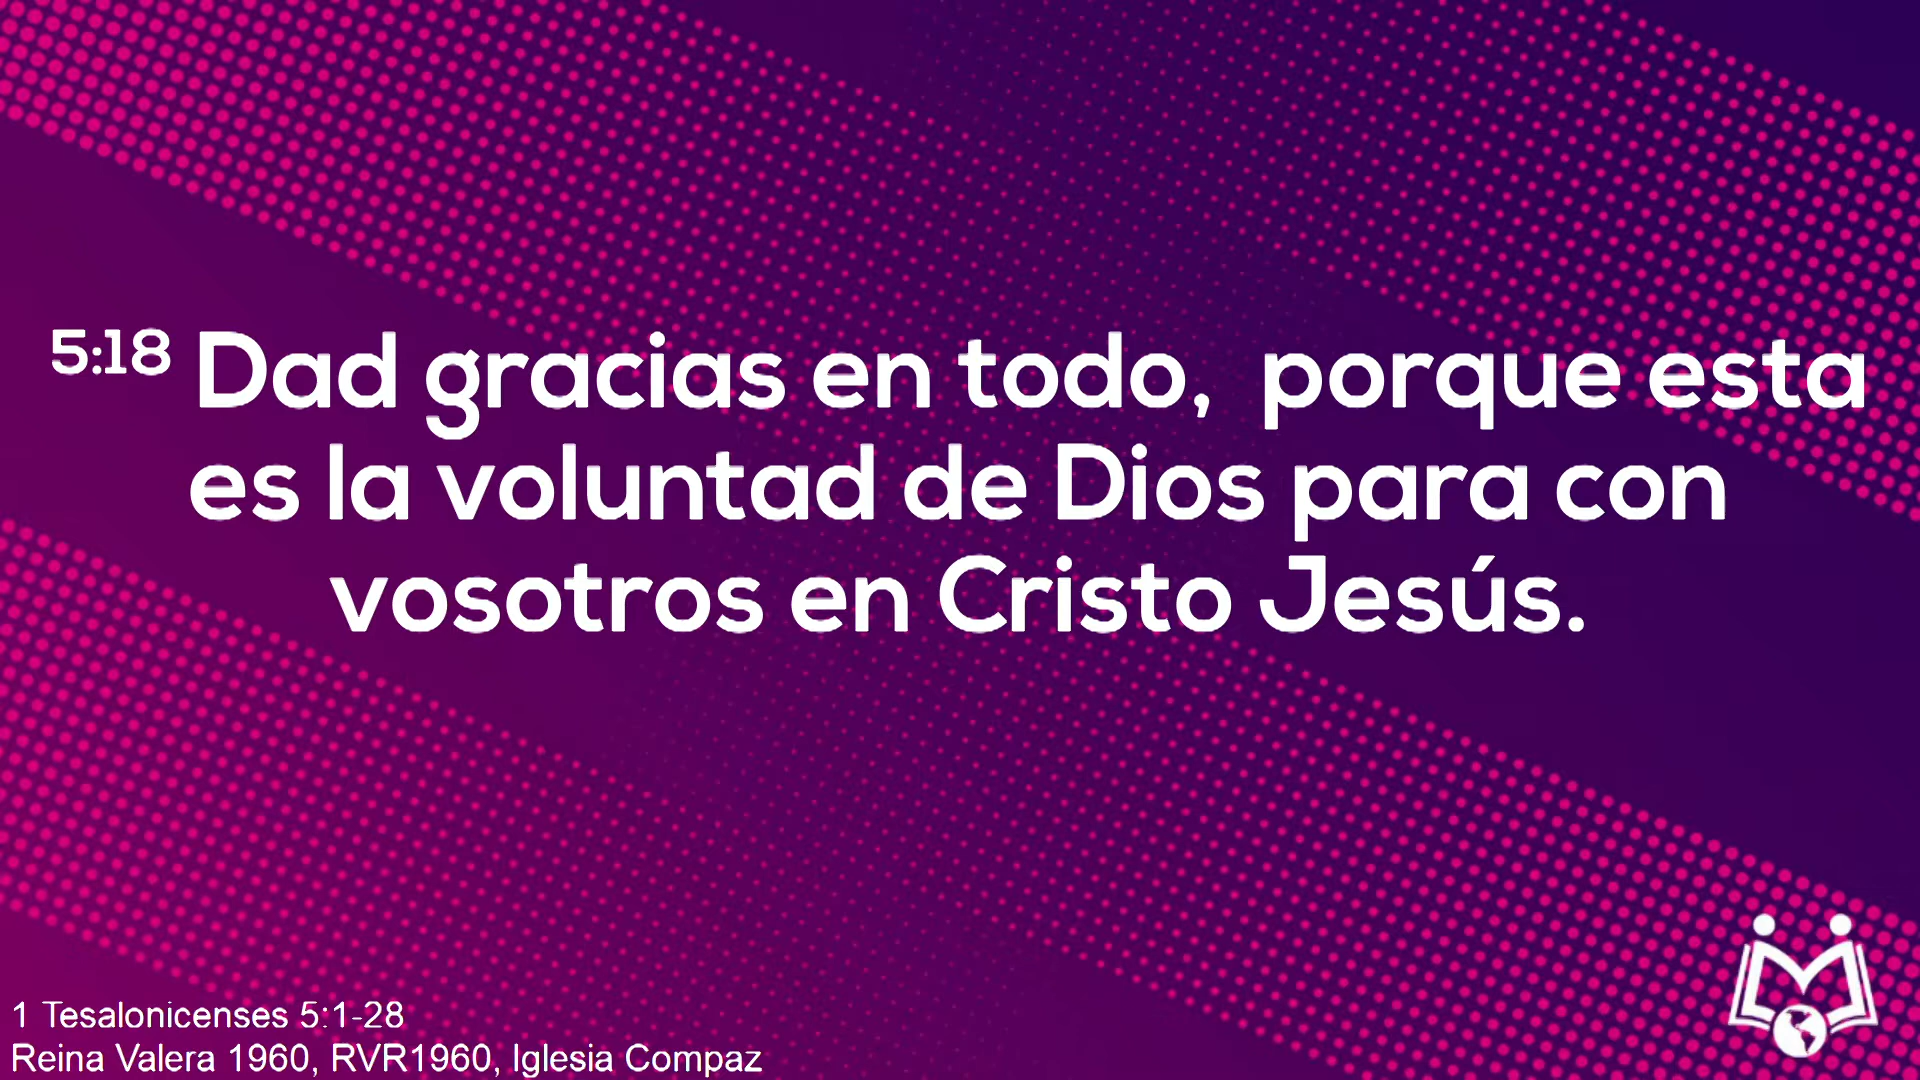 5:18 Dad gracias en todo,  porque esta
es la voluntad de Dios para con
vosotros en Cristo Jesús.
1 Tesalonicenses 5:1-28
Reina Valera 1960, RVR1960, Iglesia Compaz